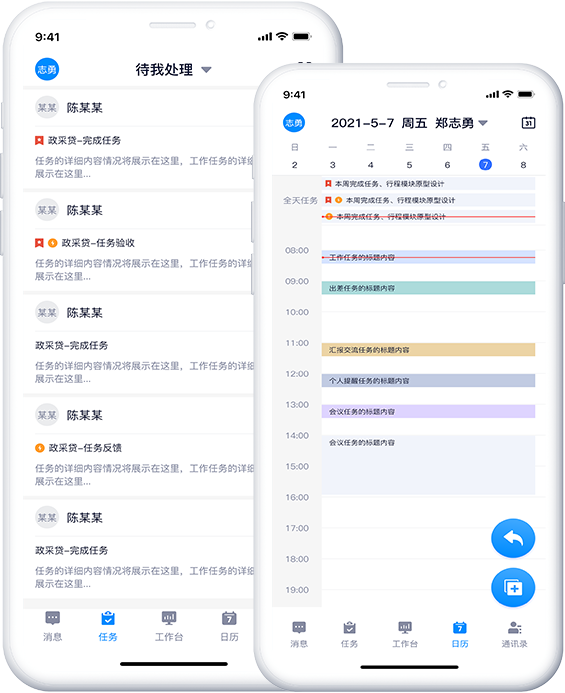 9:41
志勇
待我处理
某某 陈某某
政采贷-完成任务
任务的详细内容情况将展示在这里，工作任务的详细
展示在这里...
某某 陈某某
政采贷-任务验收
任务的详细内容情况将展示在这里，工作任务的详细
展示在这里...
某某 陈某某
政采贷-完成任务
任务的详细内容情况将展示在这里，工作任务的详细
展示在这里...
某某 陈某某
政采贷-任务反馈
任务的详细内容情况将展示在这里，工作任务的详细
展示在这里...
某某 陈某某
政采贷-完成任务
任务的详细内容情况将展示在这里，工作任务的详细
展示在这里...
消息 任务 工作台 日历
9:41
志勇 2021-5-7 周五 郑志勇 31
日 一 二 三 四 五 六
2 3 4 5 6 7 8
本周完成任务、行程模块原型设计
全天任务 本周完成任务、行程模块原型设计
本周完成任务、行程模块原型设计
08:00 工作任务的标题内容
09:00 出差任务的标题内容
10:00
11:00 汇报交流任务的标题内容
12:00 个人提醒任务的标题内容
13:00 会议任务的标题内容
14:00 会议任务的标题内容
15:00
16:00
17:00
18:00
19:00
消息 任务 工作台 7 日历 通讯录